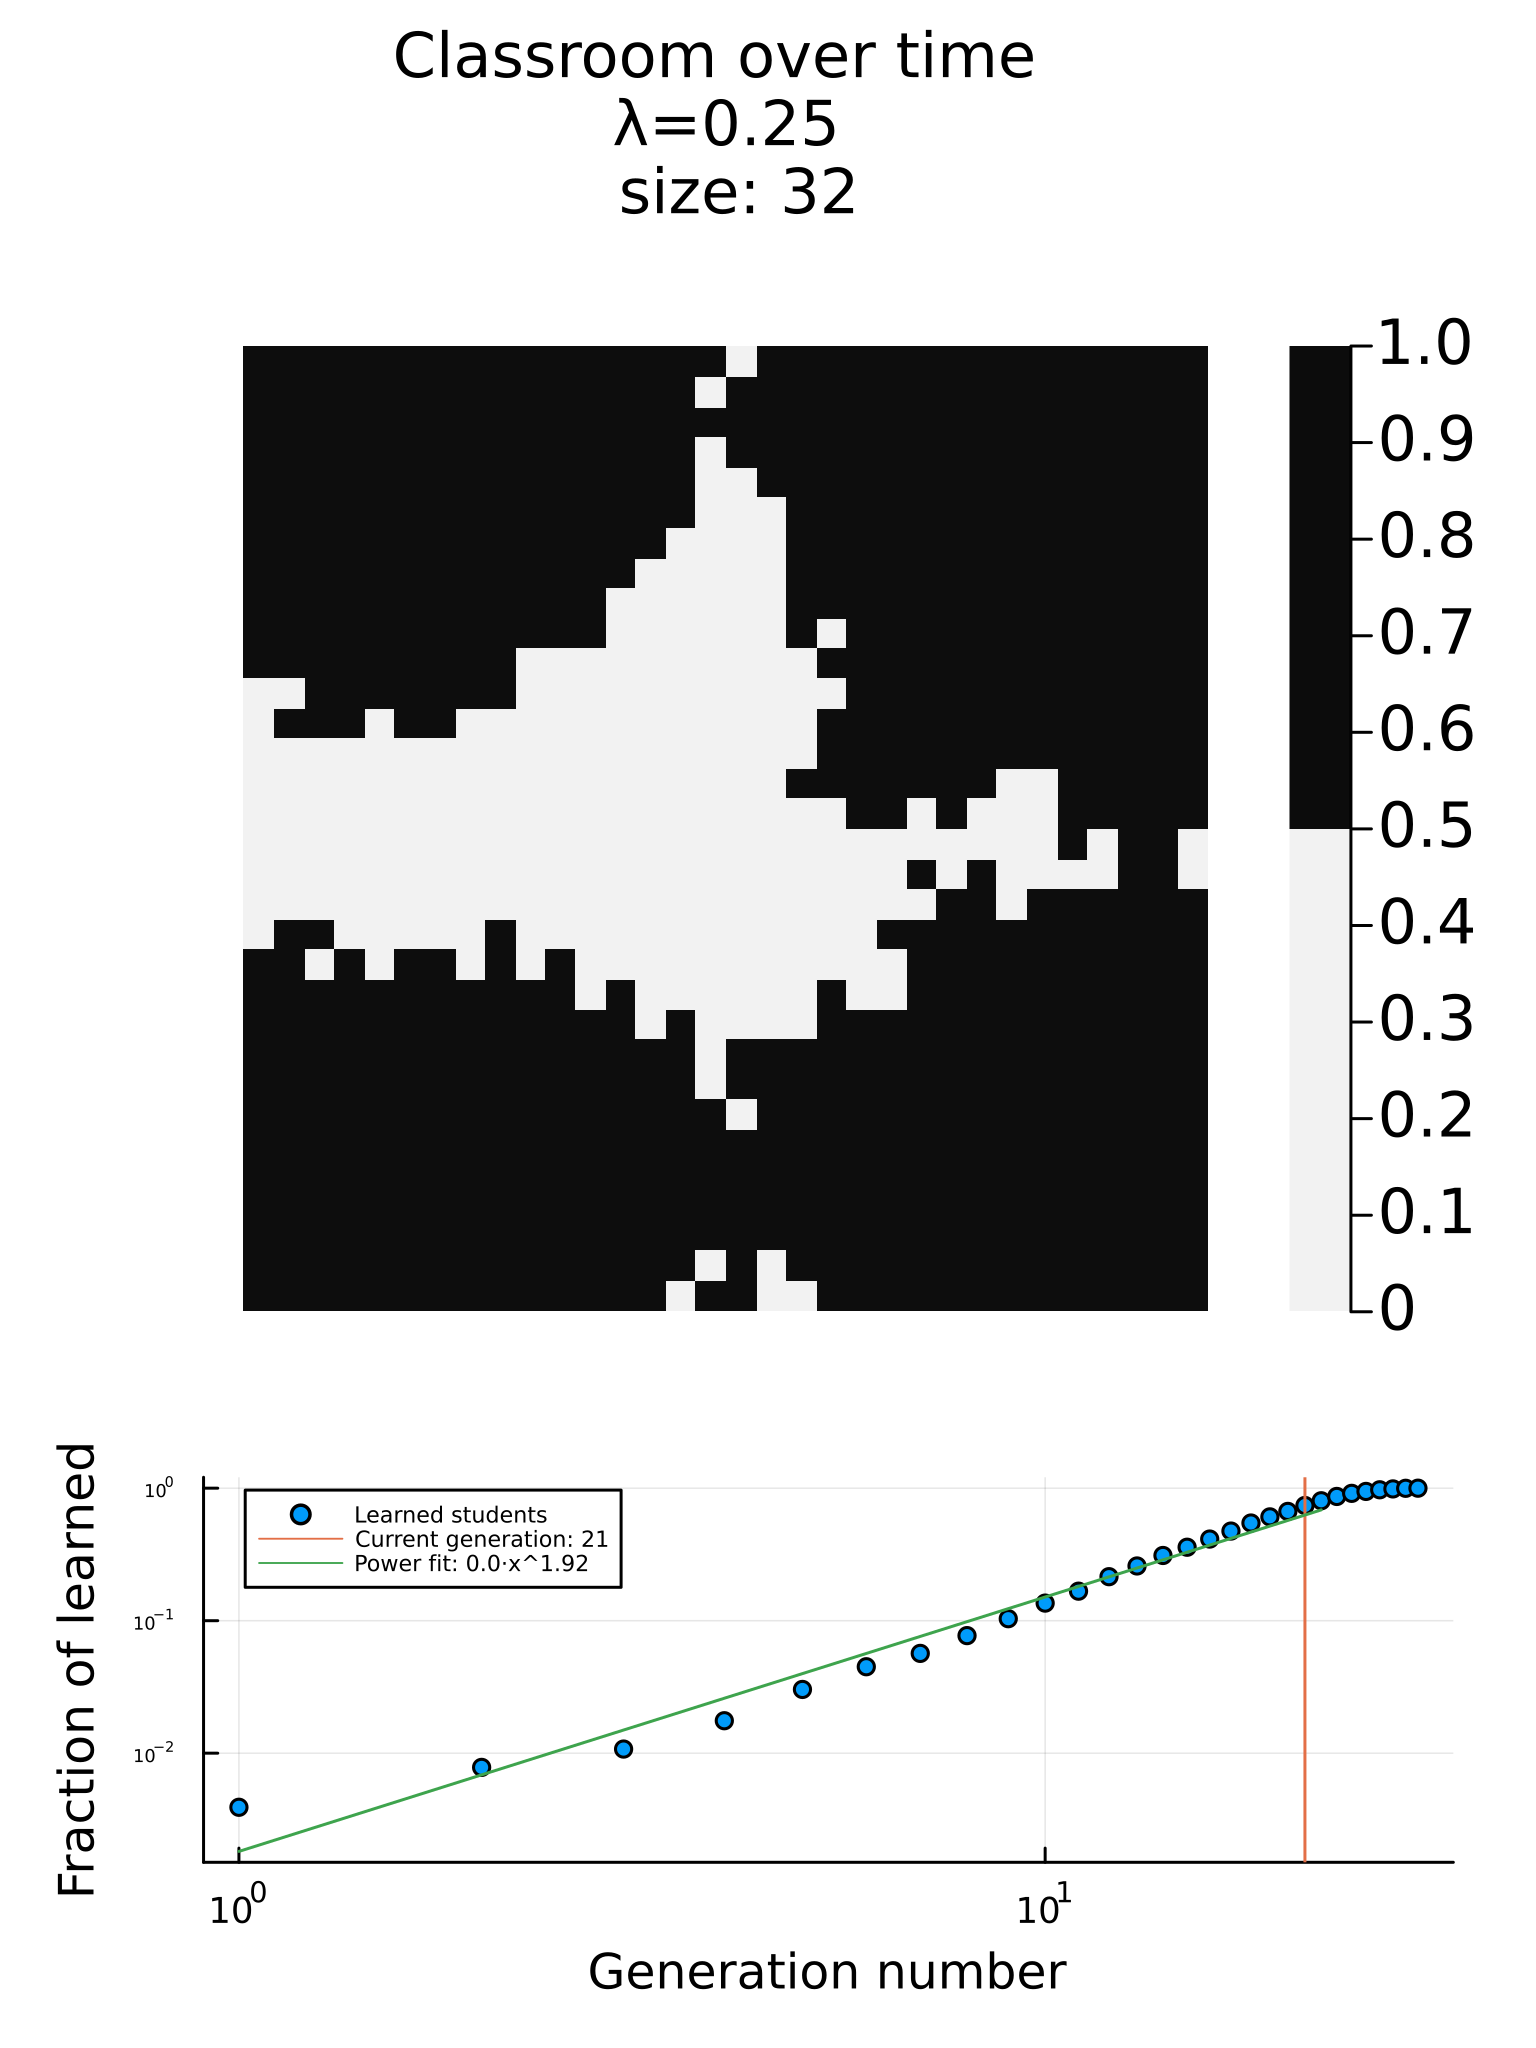 Classroom over time
λ=0.25
size: 32
1.0
0.9
0.8
0.7
0.6
0.5
0.4
0.3
0.2
0.1
0
Fraction of learned
10⁰
10⁻¹
10⁻²
Learned students
Current generation: 21
Power fit: 0.0·x^1.92
10⁰
10¹
Generation number